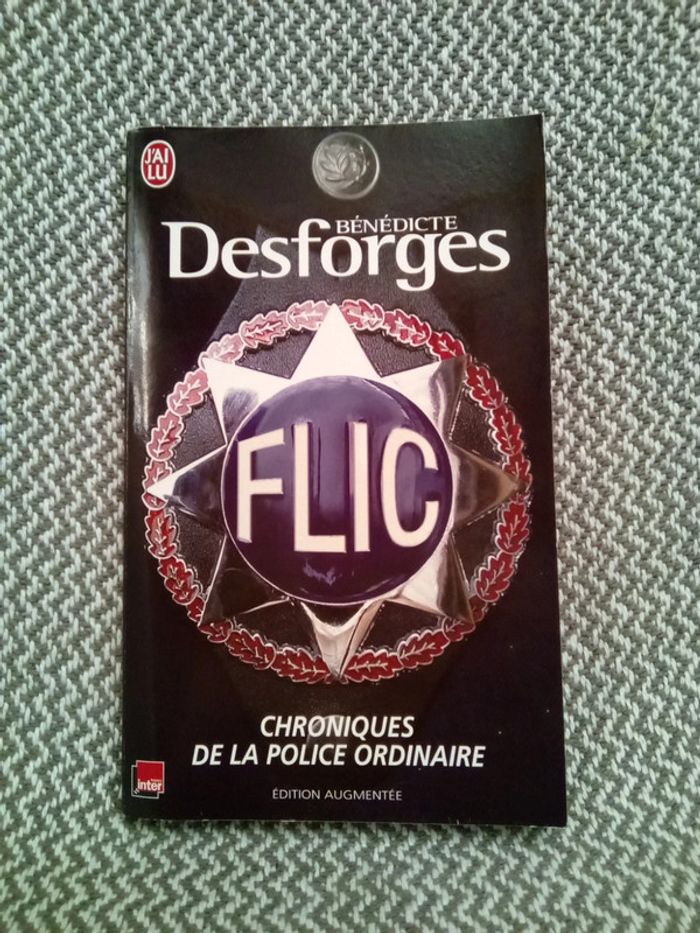 J'AI
LU
BÉNÉDICTE
Desforges
FLIC
CHRONIQUES
DE LA POLICE ORDINAIRE
inter
ÉDITION AUGMENTÉE